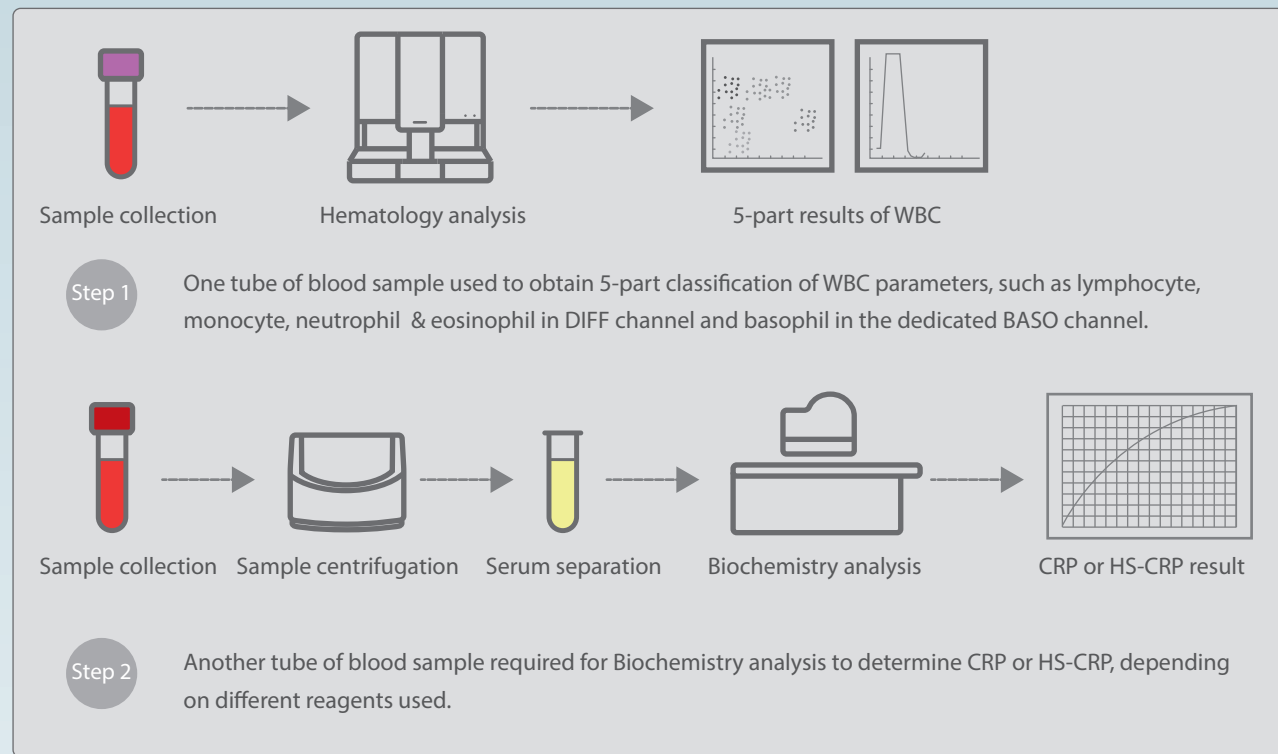 Sample collection
Hematology analysis
5-part results of WBC
Step 1
One tube of blood sample used to obtain 5-part classification of WBC parameters, such as lymphocyte,
monocyte, neutrophil & eosinophil in DIFF channel and basophil in the dedicated BASO channel.
Sample collection
Sample centrifugation
Serum separation
Biochemistry analysis
CRP or HS-CRP result
Step 2
Another tube of blood sample required for Biochemistry analysis to determine CRP or HS-CRP, depending
on different reagents used.